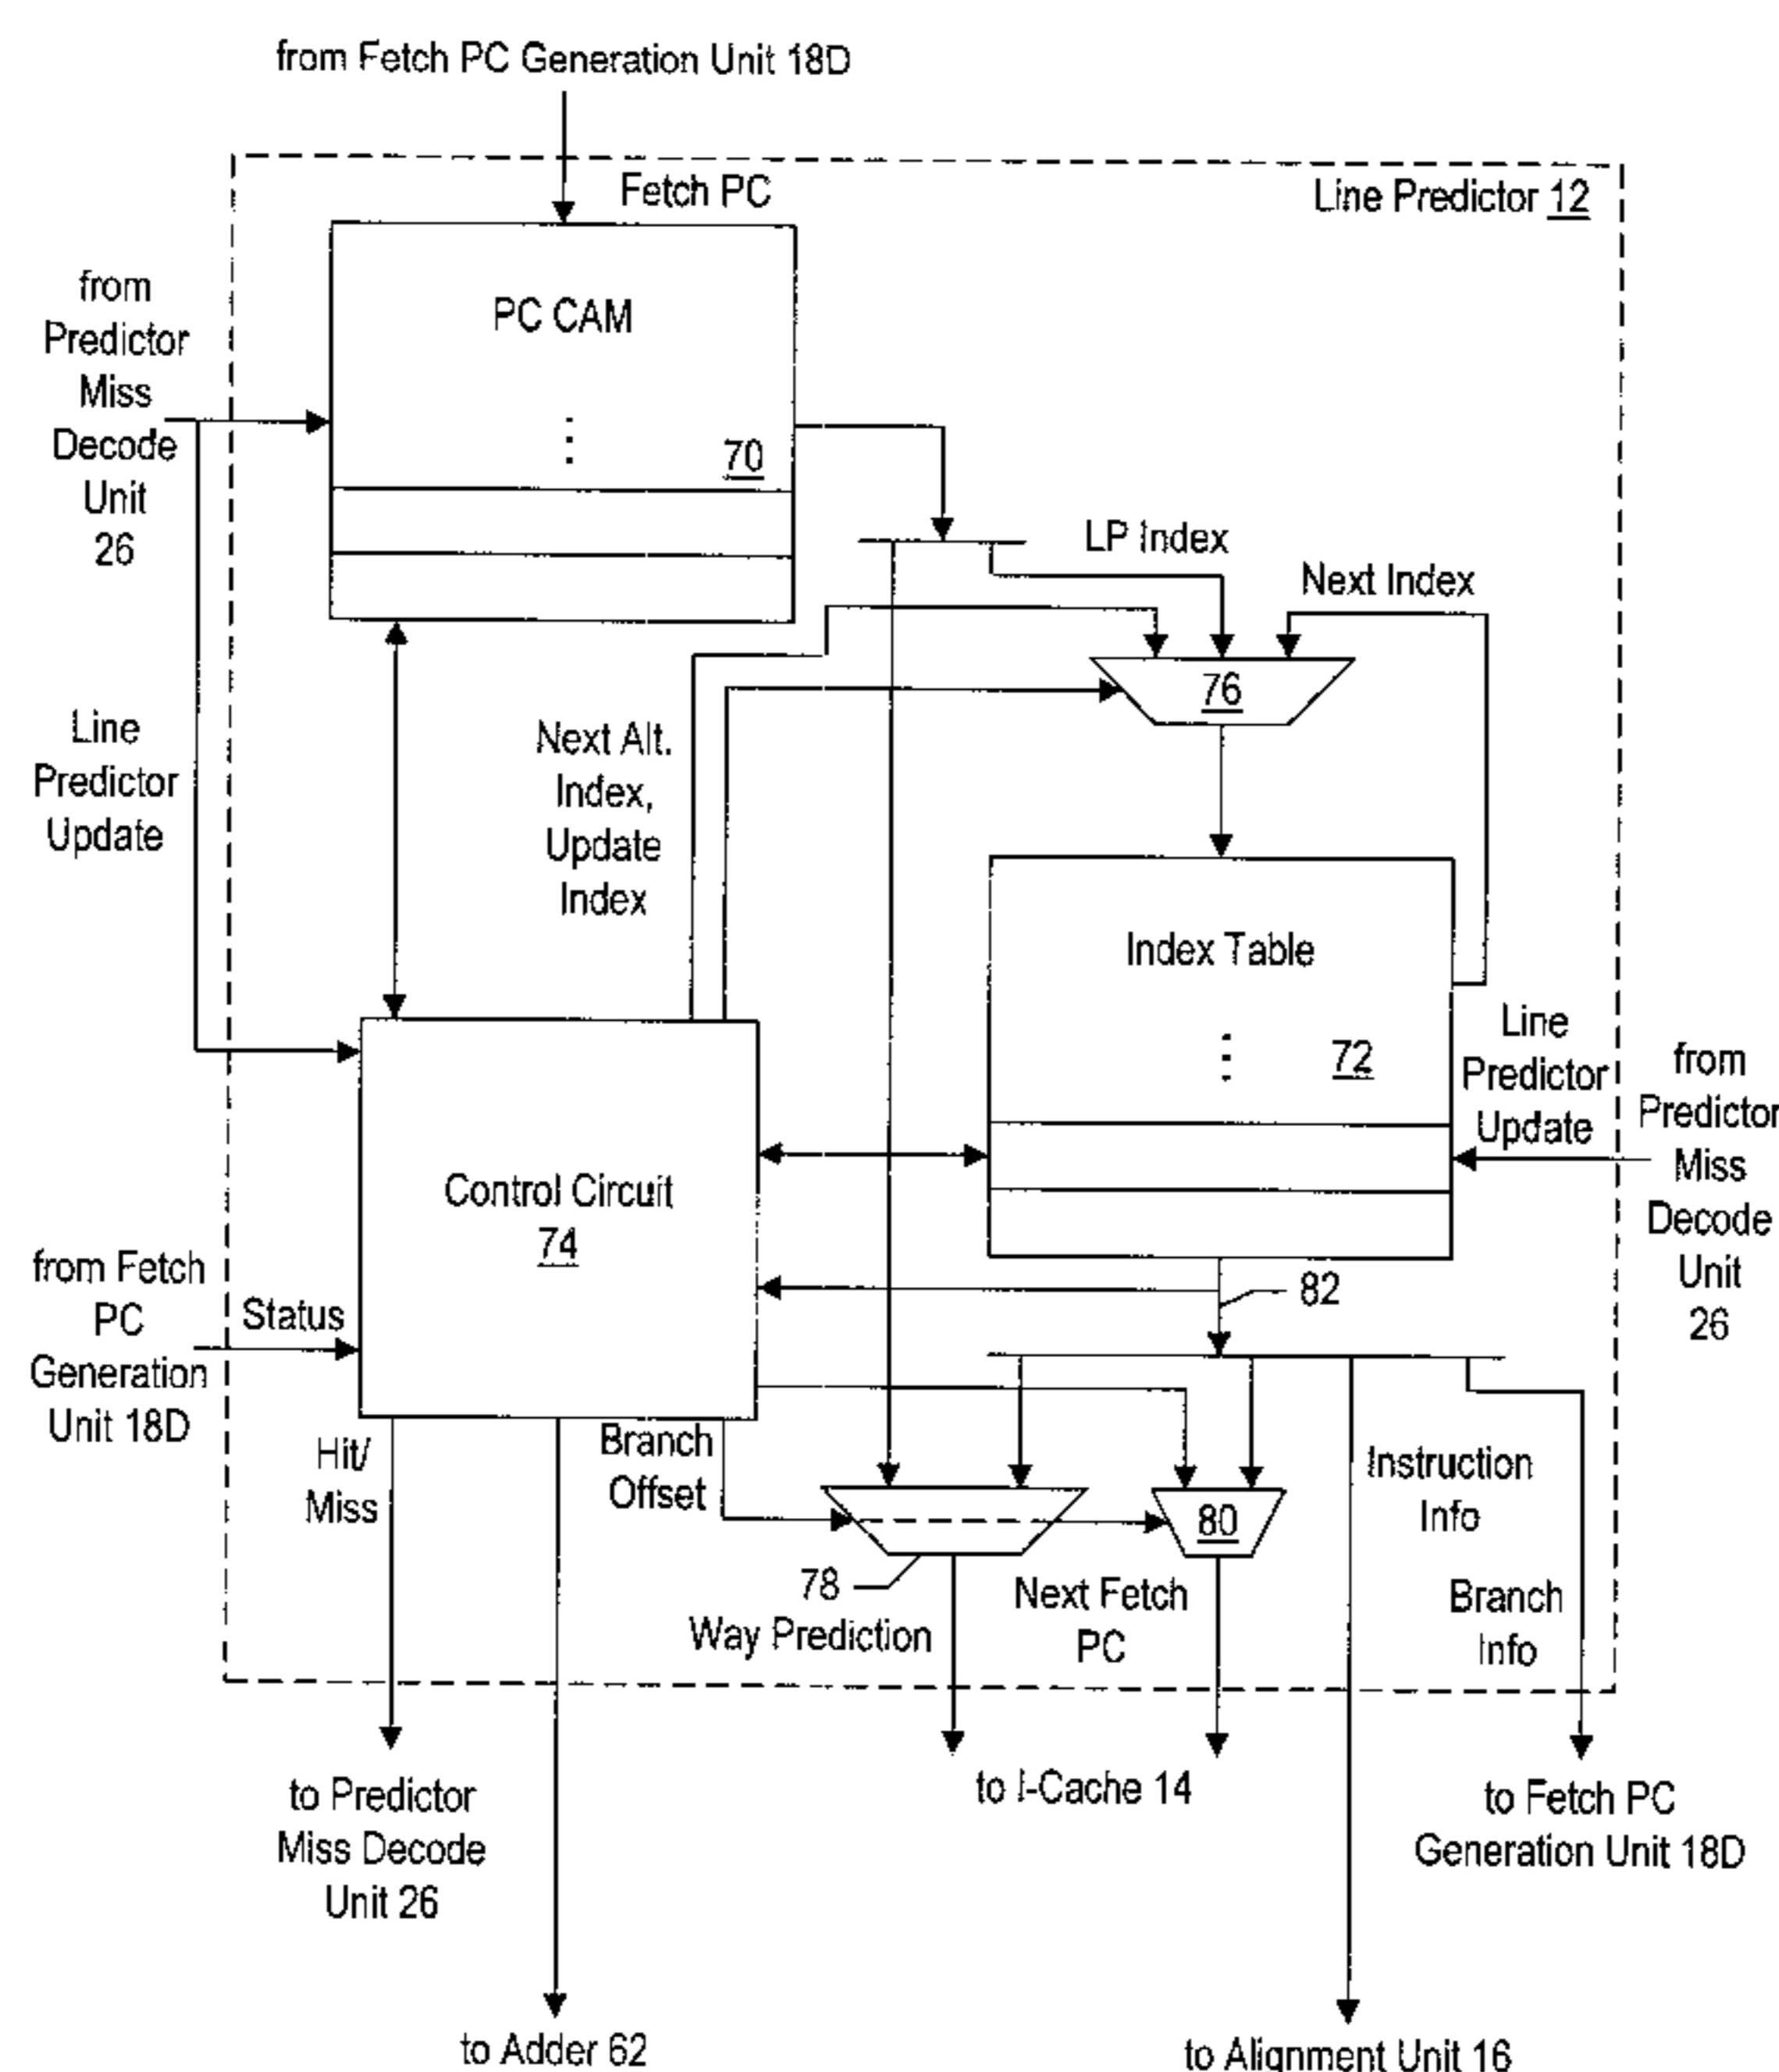 from Fetch PC Generation Unit 18D
Fetch PC
Line Predictor 12
from
Predictor
Miss
Decode
Unit
26
PC CAM
70
LP Index
Next Index
76
Line
Predictor
Update
Next Alt.
Index,
Update
Index
Index Table
72
Line
Predictor
Update
from
Predictor
Miss
Decode
Unit
26
Control Circuit
74
from Fetch
PC
Generation
Unit 18D
Status
82
Hit/
Miss
Branch
Offset
80
Instruction
Info
78
Way Prediction
Next Fetch
PC
Branch
Info
to Predictor
Miss Decode
Unit 26
to I-Cache 14
to Fetch PC
Generation Unit 18D
to Adder 62
to Alignment Unit 16